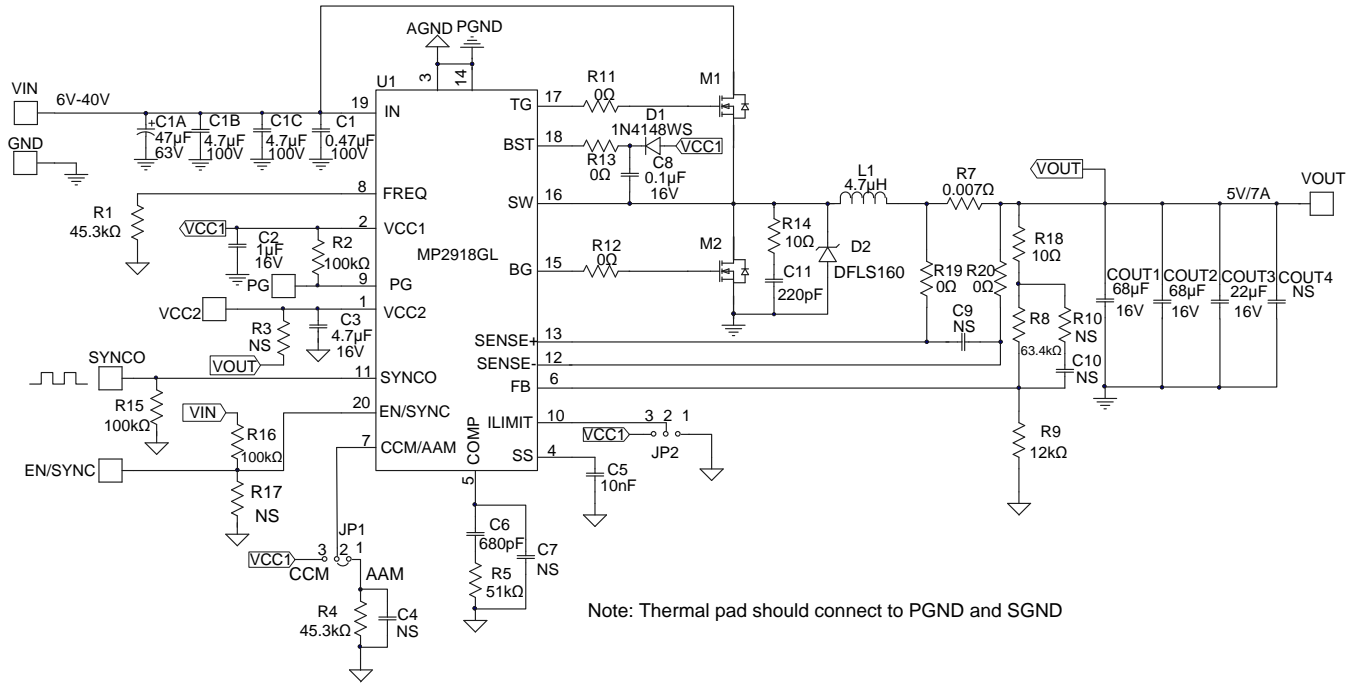 AGND PGND
U1
3 14
VIN
6V-40V
19 IN
C1A
47µF
63V
C1B
4.7µF
100V
C1C
4.7µF
100V
C1
0.47µF
100V
GND
8 FREQ
R1
45.3kΩ
2 VCC1
VCC1
C2
1µF
16V
R2
100kΩ
PG
9 PG
VCC2
1 VCC2
R3
NS
C3
4.7µF
16V
VOUT
SYNCO
11 SYNCO
R15
100kΩ
20 EN/SYNC
VIN
R16
100kΩ
7 CCM/AAM
EN/SYNC
R17
NS
JP1
VCC1
3 2 1
CCM AAM
R4
45.3kΩ
C4
NS
MP2918GL
COMP
5
C6
680pF
C7
NS
R5
51kΩ
TG 17
R11
0Ω
M1
BST 18
R13
0Ω
D1
1N4148WS
VCC1
C8
0.1µF
16V
SW 16
BG 15
R12
0Ω
M2
R14
10Ω
C11
220pF
D2
DFLS160
L1
4.7µH
R7
0.007Ω
R19
0Ω
R20
0Ω
C9
NS
SENSE+ 13
SENSE- 12
FB 6
ILIMIT 10
VCC1
3 2 1
JP2
SS 4
C5
10nF
VOUT
5V/7A
VOUT
R18
10Ω
R8
63.4kΩ
R10
NS
C10
NS
R9
12kΩ
COUT1
68µF
16V
COUT2
68µF
16V
COUT3
22µF
16V
COUT4
NS
Note: Thermal pad should connect to PGND and SGND